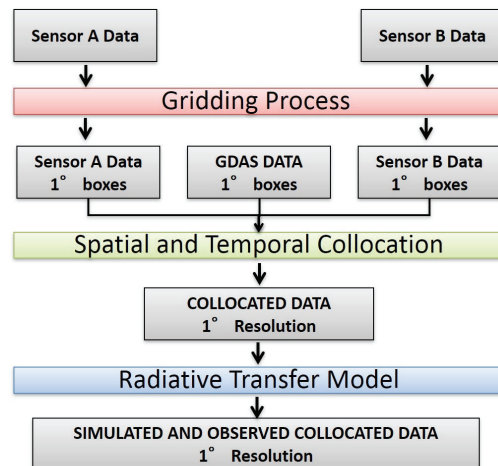 Sensor A Data
Sensor B Data
Gridding Process
Sensor A Data
1° boxes
GDAS DATA
1° boxes
Sensor B Data
1° boxes
Spatial and Temporal Collocation
COLLOCATED DATA
1° Resolution
Radiative Transfer Model
SIMULATED AND OBSERVED COLLOCATED DATA
1° Resolution